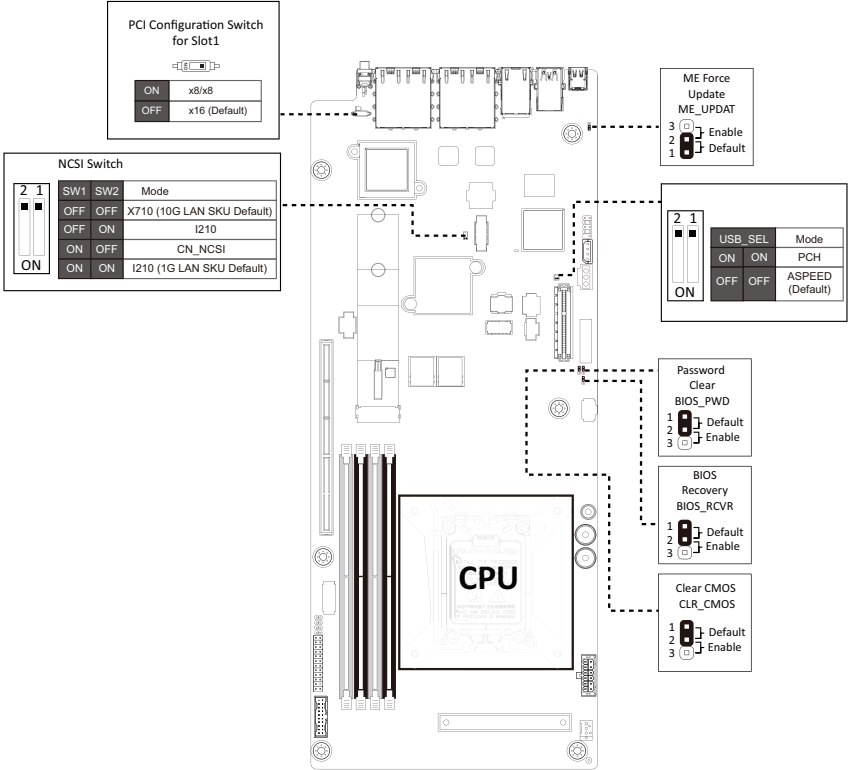 PCI Configuration Switch
for Slot1
ON
ON x8/x8
OFF x16 (Default)
NCSI Switch
2 1
ON
SW1 SW2 Mode
OFF OFF X710 (10G LAN SKU Default)
OFF ON I210
ON OFF CN_NCSI
ON ON I210 (1G LAN SKU Default)
ME Force
Update
ME_UPDAT
3
2
1
Enable
Default
2 1
ON
USB_SEL Mode
ON ON PCH
OFF OFF ASPEED
(Default)
Password
Clear
BIOS_PWD
1
2
3
Default
Enable
BIOS
Recovery
BIOS_RCVR
1
2
3
Default
Enable
Clear CMOS
CLR_CMOS
1
2
3
Default
Enable
CPU